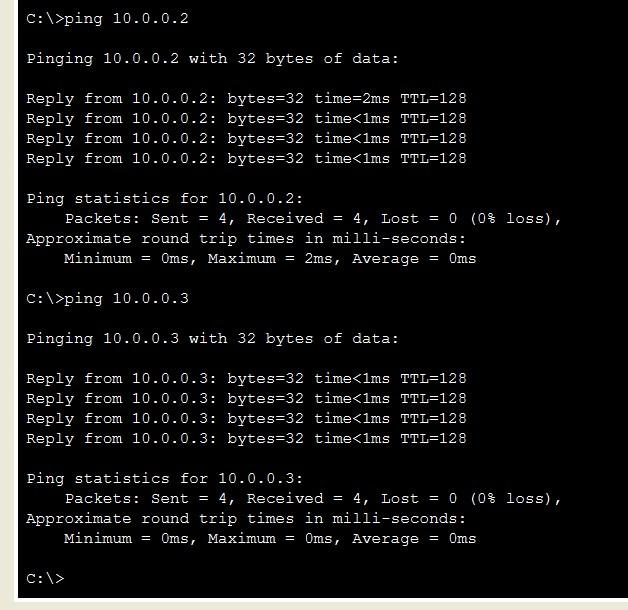 C:\>ping 10.0.0.2
Pinging 10.0.0.2 with 32 bytes of data:
Reply from 10.0.0.2: bytes=32 time=2ms TTL=128
Reply from 10.0.0.2: bytes=32 time<1ms TTL=128
Reply from 10.0.0.2: bytes=32 time<1ms TTL=128
Reply from 10.0.0.2: bytes=32 time<1ms TTL=128
Ping statistics for 10.0.0.2:
    Packets: Sent = 4, Received = 4, Lost = 0 (0% loss),
Approximate round trip times in milli-seconds:
    Minimum = 0ms, Maximum = 2ms, Average = 0ms
C:\>ping 10.0.0.3
Pinging 10.0.0.3 with 32 bytes of data:
Reply from 10.0.0.3: bytes=32 time<1ms TTL=128
Reply from 10.0.0.3: bytes=32 time<1ms TTL=128
Reply from 10.0.0.3: bytes=32 time<1ms TTL=128
Reply from 10.0.0.3: bytes=32 time<1ms TTL=128
Ping statistics for 10.0.0.3:
    Packets: Sent = 4, Received = 4, Lost = 0 (0% loss),
Approximate round trip times in milli-seconds:
    Minimum = 0ms, Maximum = 0ms, Average = 0ms
C:\>